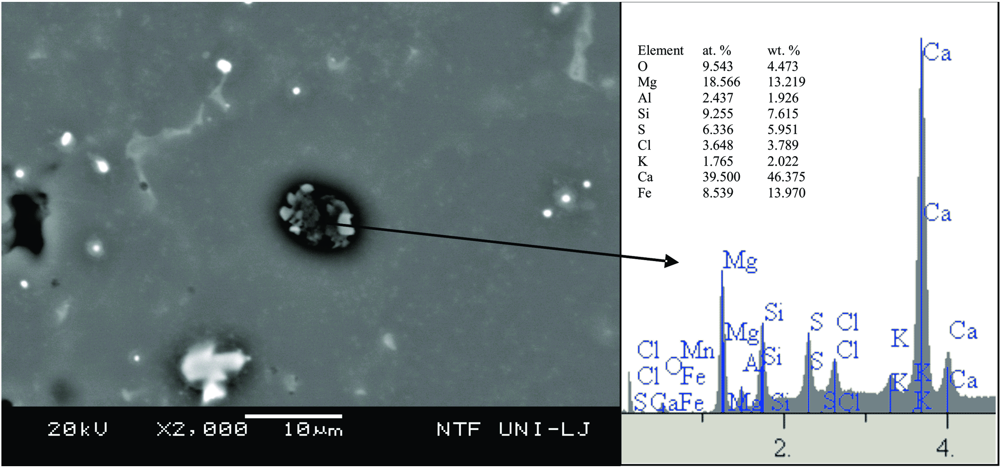 Element at. % wt. %
O 9.543 4.473
Mg 18.566 13.219
Al 2.437 1.926
Si 9.255 7.615
S 6.336 5.951
Cl 3.648 3.789
K 1.765 2.022
Ca 39.500 46.375
Fe 8.539 13.970
Ca
Ca
Mg
Si
Mg
S
Cl
K
Ca
Cl
Mn
Si
S
Cl
O
A
Cl
Fe
K
K
Ca
S
Ca
Fe
Mg
Si
S
Cl
K
2.
4.
20kV X2,000 10µm NTF UNI-LJ